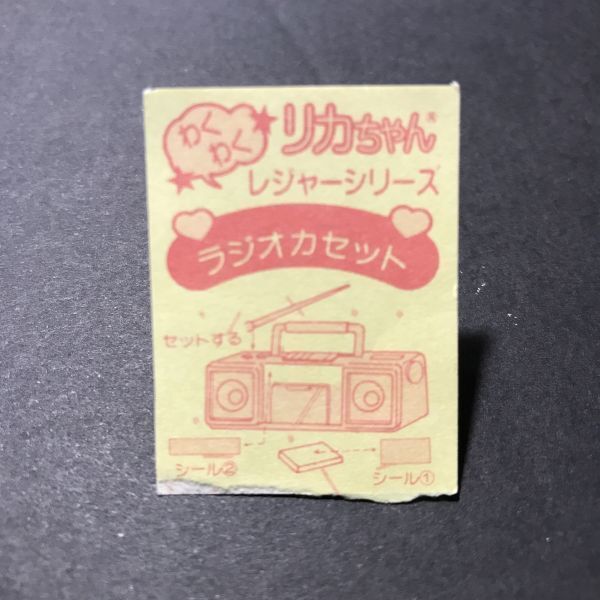 わく
わく
リカちゃん®
レジャーシリーズ
ラジオカセット
セットする
シール②
シール①